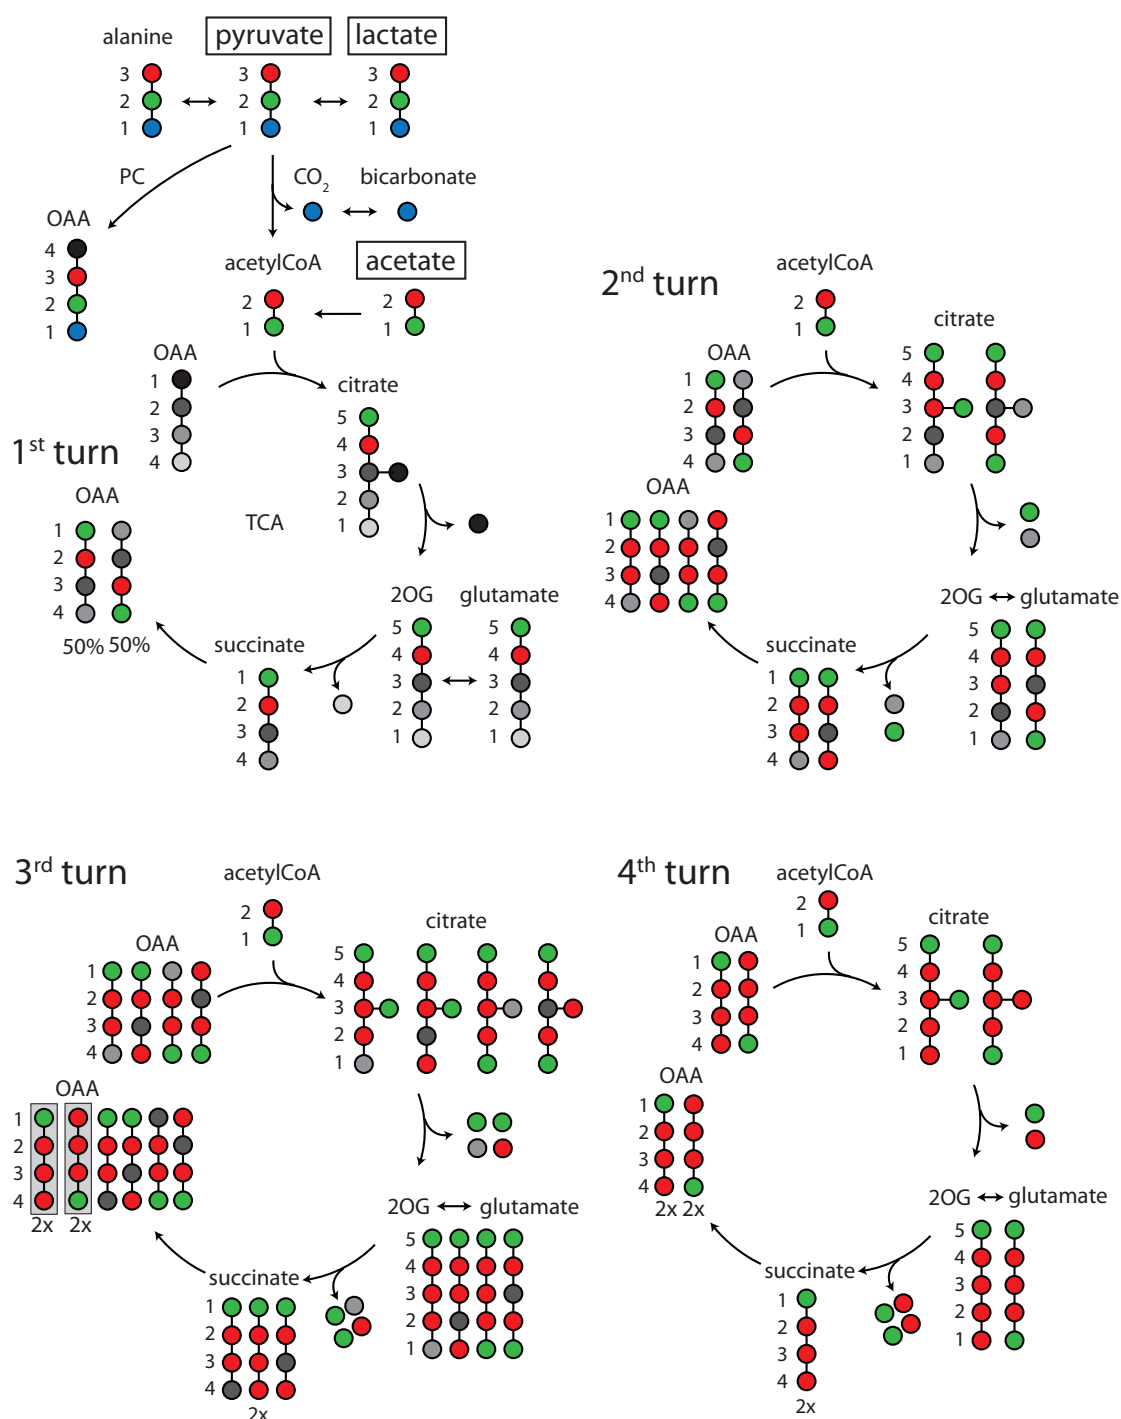 alanine pyruvate lactate
3 3 3
2 2 2
1 1 1
PC CO2 bicarbonate
OAA
4
3
2
1
acetylCoA acetate
2 2
1 1
OAA
1
2
3
4
citrate
5
4
3
2
1
1st turn
TCA
OAA
1
2
3
4
50% 50%
2OG glutamate
5 5
4 4
3 3
2 2
1 1
succinate
1
2
3
4
2nd turn
acetylCoA
2
1
OAA
1
2
3
4
citrate
5
4
3
2
1
OAA
1
2
3
4
2OG glutamate
5
4
3
2
1
succinate
1
2
3
4
3rd turn
acetylCoA
2
1
OAA
1
2
3
4
citrate
5
4
3
2
1
OAA
1
2
3
4
2x 2x
2OG glutamate
5
4
3
2
1
succinate
1
2
3
4
2x
4th turn
acetylCoA
2
1
OAA
1
2
3
4
citrate
5
4
3
2
1
OAA
1
2
3
4
2x 2x
2OG glutamate
5
4
3
2
1
succinate
1
2
3
4
2x